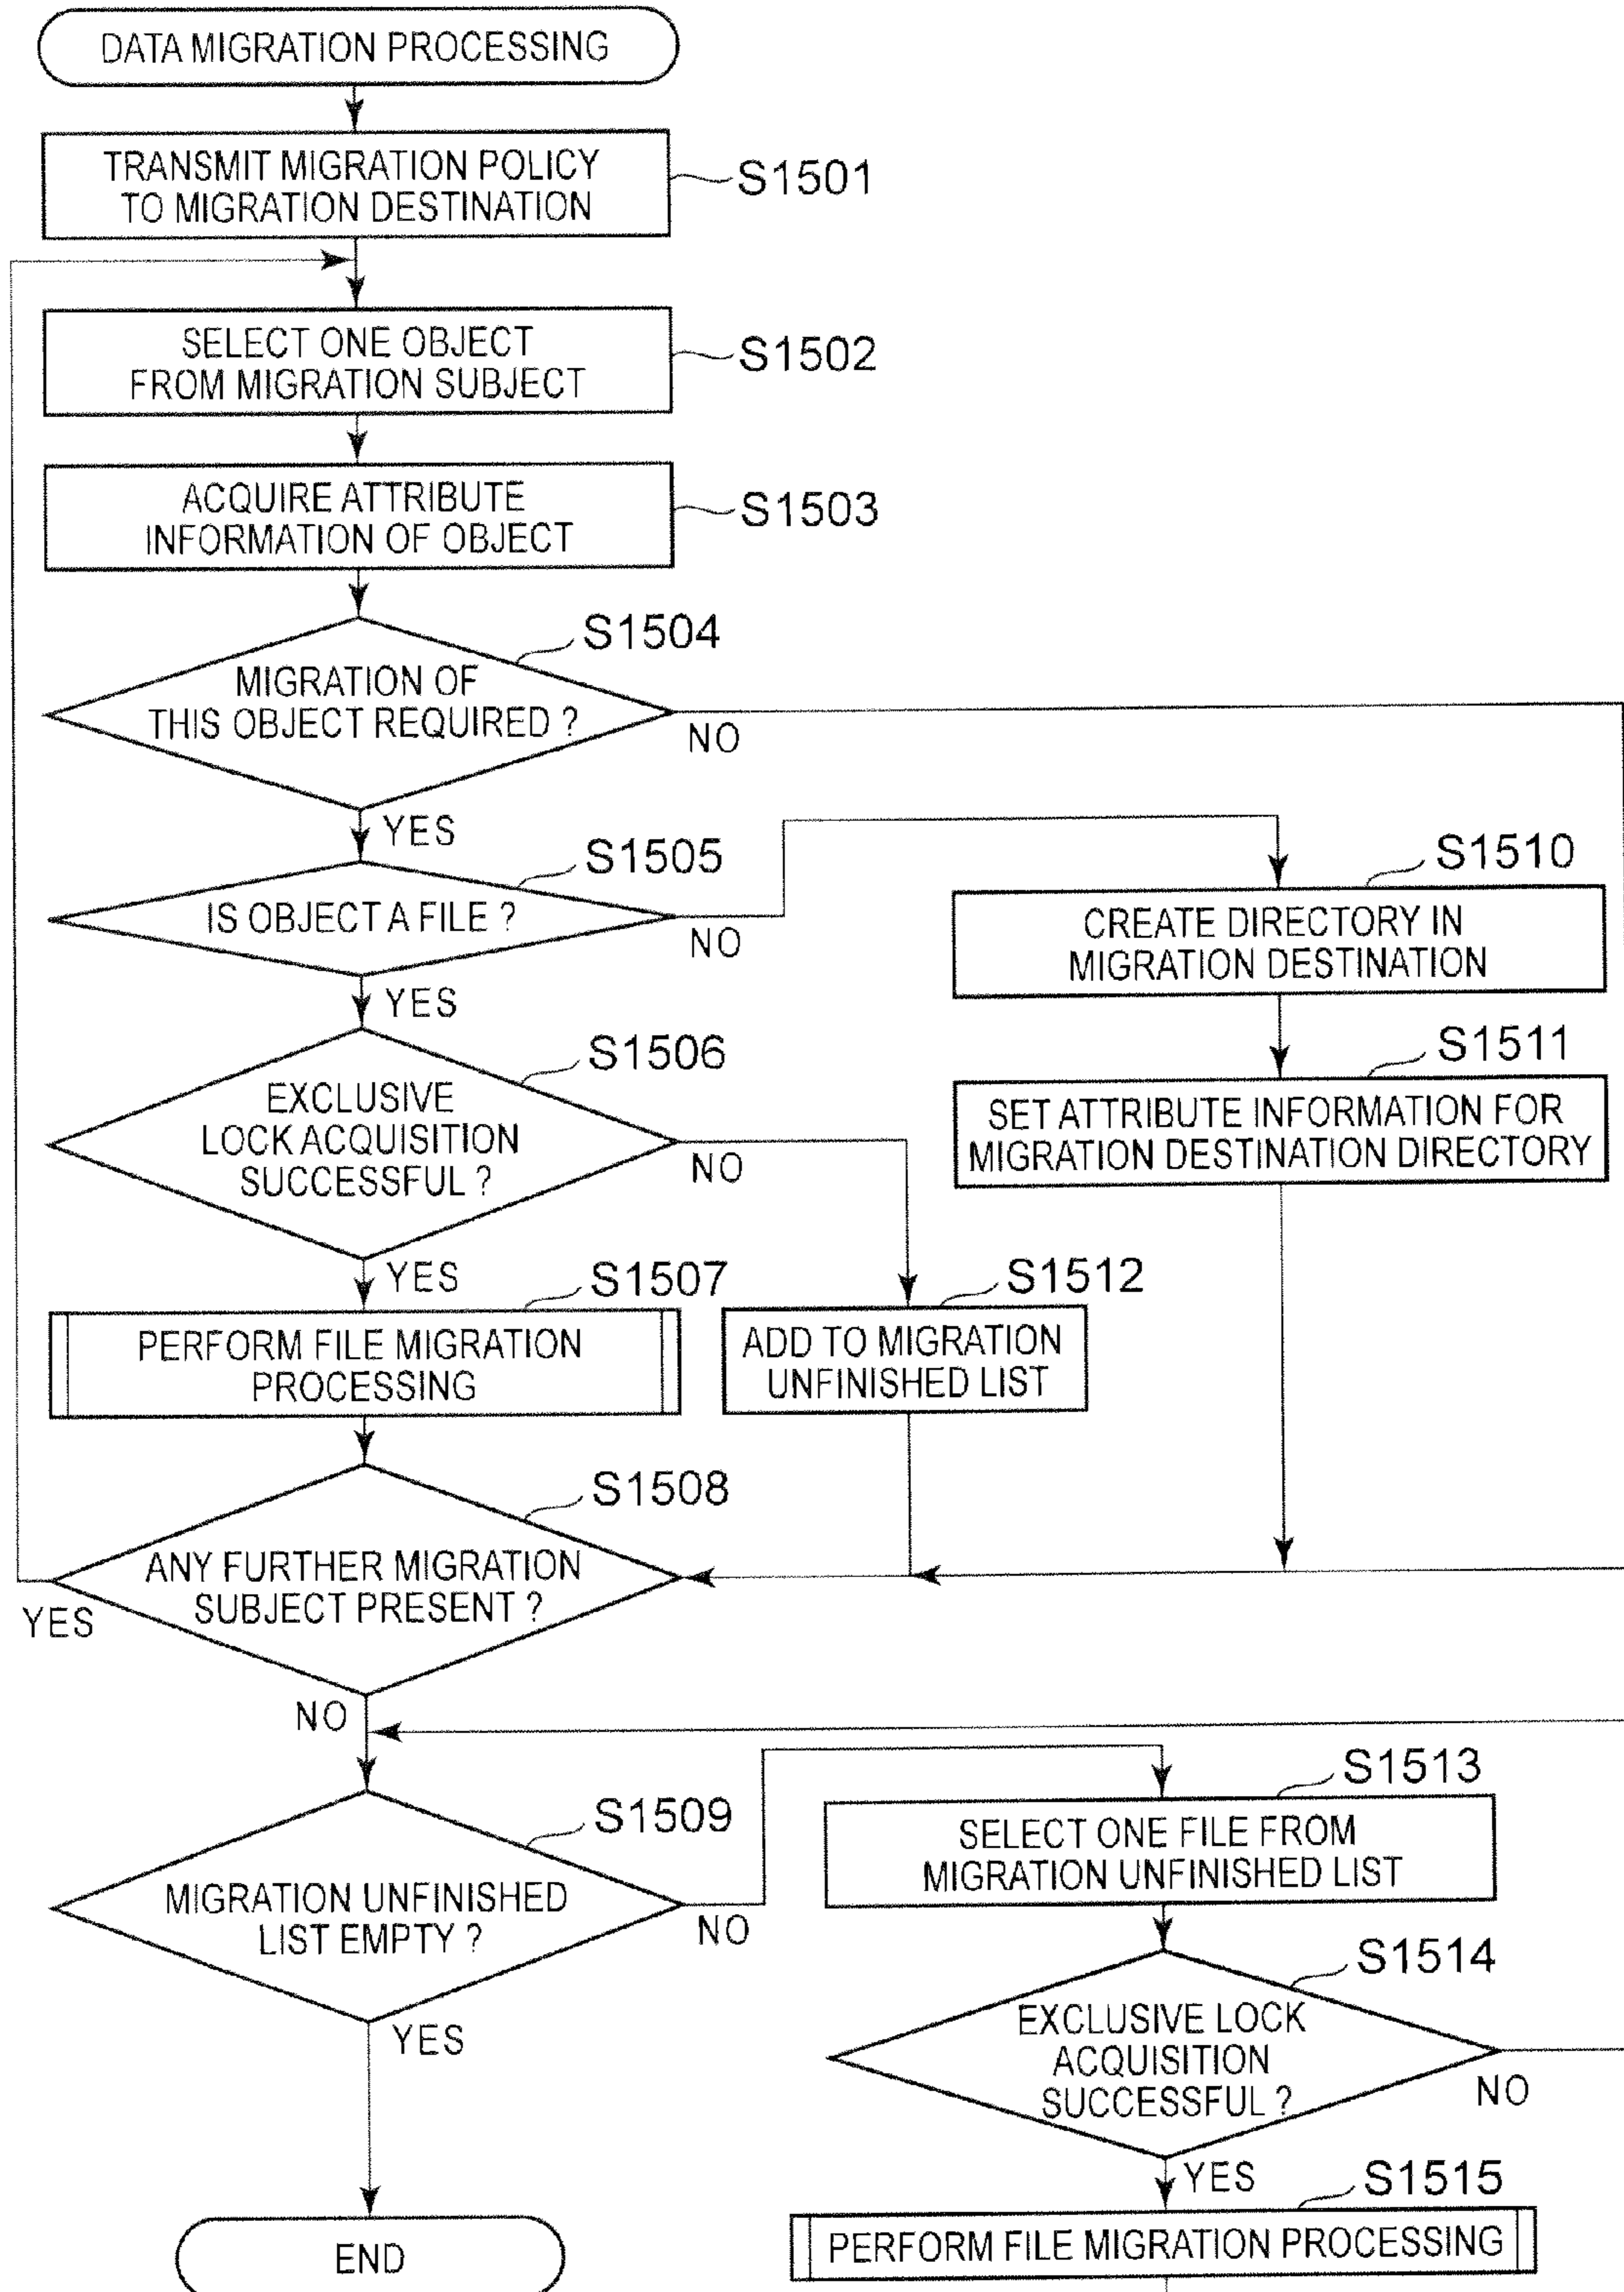 DATA MIGRATION PROCESSING
TRANSMIT MIGRATION POLICY
TO MIGRATION DESTINATION
S1501
SELECT ONE OBJECT
FROM MIGRATION SUBJECT
S1502
ACQUIRE ATTRIBUTE
INFORMATION OF OBJECT
S1503
S1504
MIGRATION OF
THIS OBJECT REQUIRED ?
NO
YES
S1505
IS OBJECT A FILE ?
NO
YES
S1510
CREATE DIRECTORY IN
MIGRATION DESTINATION
S1511
SET ATTRIBUTE INFORMATION FOR
MIGRATION DESTINATION DIRECTORY
S1506
EXCLUSIVE
LOCK ACQUISITION
SUCCESSFUL ?
NO
YES
S1507
PERFORM FILE MIGRATION
PROCESSING
S1512
ADD TO MIGRATION
UNFINISHED LIST
S1508
ANY FURTHER MIGRATION
SUBJECT PRESENT ?
YES
NO
S1509
MIGRATION UNFINISHED
LIST EMPTY ?
NO
YES
S1513
SELECT ONE FILE FROM
MIGRATION UNFINISHED LIST
S1514
EXCLUSIVE LOCK
ACQUISITION
SUCCESSFUL ?
NO
YES
S1515
PERFORM FILE MIGRATION PROCESSING
END